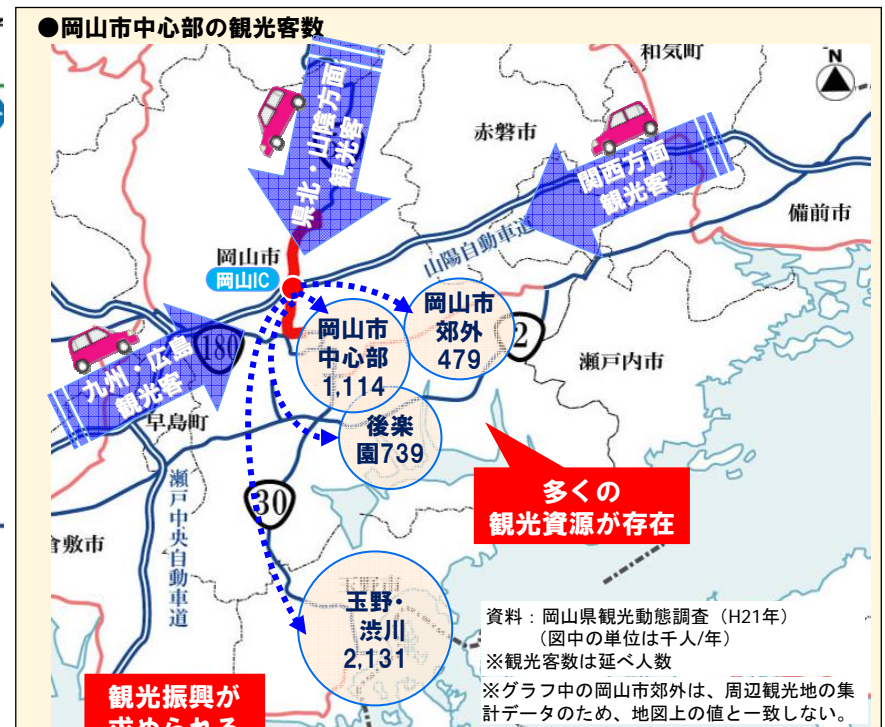 ●岡山市中心部の観光客数
和気町
N
県北・山陰方面
観光客
赤磐市
関西方面
観光客
備前市
岡山市
岡山IC
山陽自動車道
岡山市
郊外
479
岡山市
中心部
1,114
2
瀬戸内市
180
九州・広島
観光客
早島町
後楽
園739
多くの
観光資源が存在
30
瀬戸中央自動車道
倉敷市
玉野市
玉野・
渋川
2,131
資料：岡山県観光動態調査（H21年）
（図中の単位は千人/年）
※観光客数は延べ人数
※グラフ中の岡山市郊外は、周辺観光地の集
計データのため、地図上の値と一致しない。
観光振興が
求められる